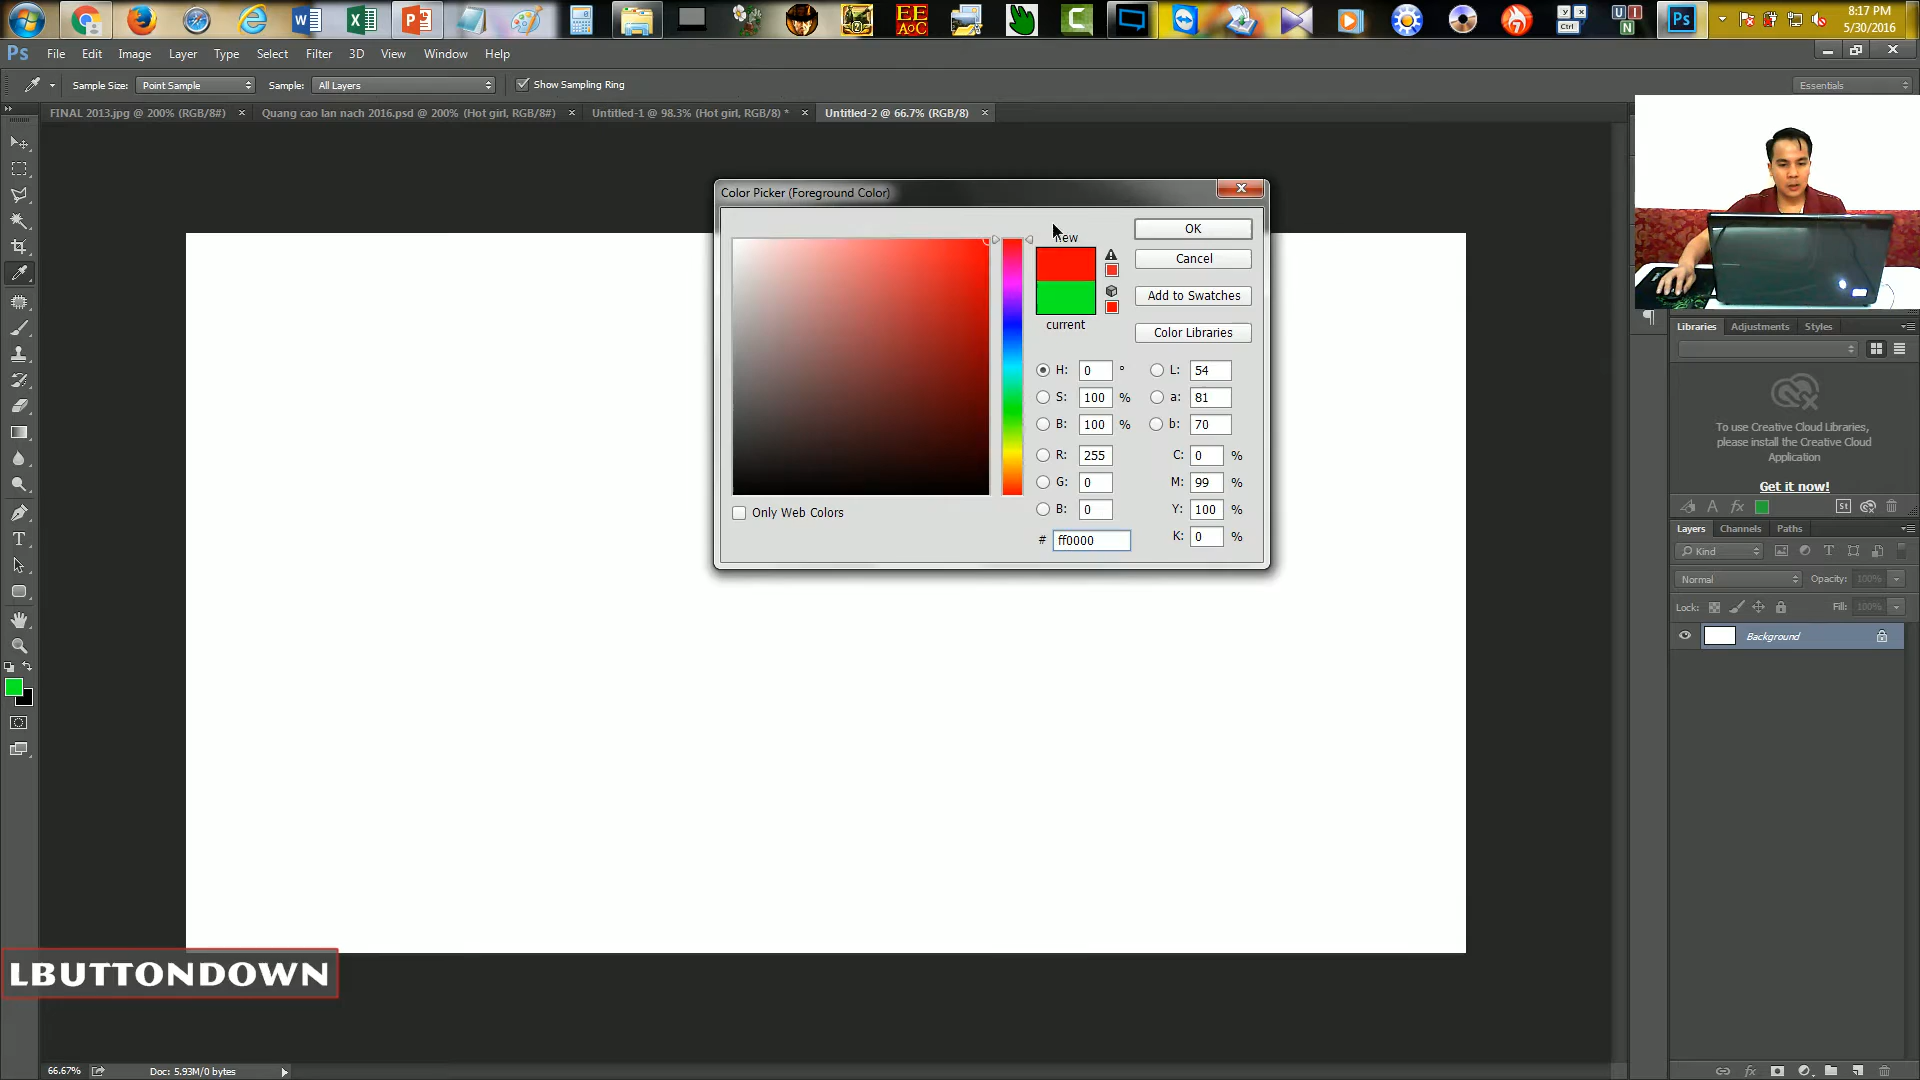 8:17 PM
5/30/2016
Ps File Edit Image Layer Type Select Filter 3D View Window Help
Sample Size: Point Sample Sample: All Layers Show Sampling Ring Essentials
FINAL 2013.jpg @ 200% (RGB/8#) × Quang cao lan nach 2016.psd @ 200% (Hot girl, RGB/8#) × Untitled-1 @ 98.3% (Hot girl, RGB/8) * × Untitled-2 @ 66.7% (RGB/8) ×
Color Picker (Foreground Color)
new
current
OK
Cancel
Add to Swatches
Color Libraries
H: 0 ° L: 54
S: 100 % a: 81
B: 100 % b: 70
R: 255 C: 0 %
G: 0 M: 99 %
B: 0 Y: 100 %
# ff0000 K: 0 %
Only Web Colors
Libraries Adjustments Styles
To use Creative Cloud Libraries,
please install the Creative Cloud
Application
Get it now!
Layers Channels Paths
Kind
Normal Opacity: 100%
Lock: Fill: 100%
Background
LBUTTONDOWN
66.67% Doc: 5.93M/0 bytes